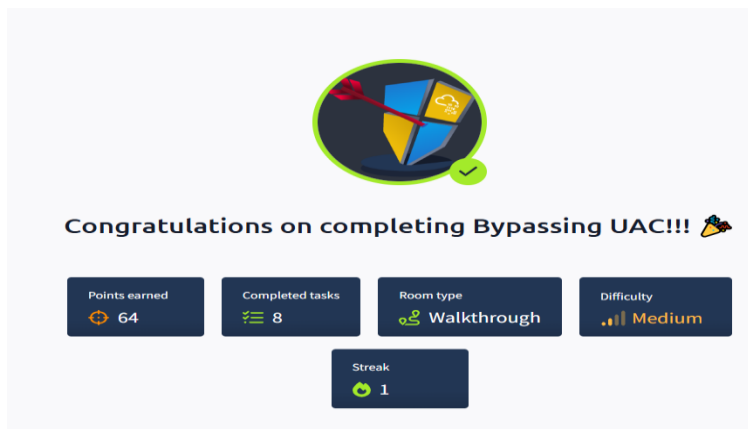 Congratulations on completing Bypassing UAC!!! 🎉
Points earned
64
Completed tasks
8
Room type
Walkthrough
Difficulty
Medium
Streak
1